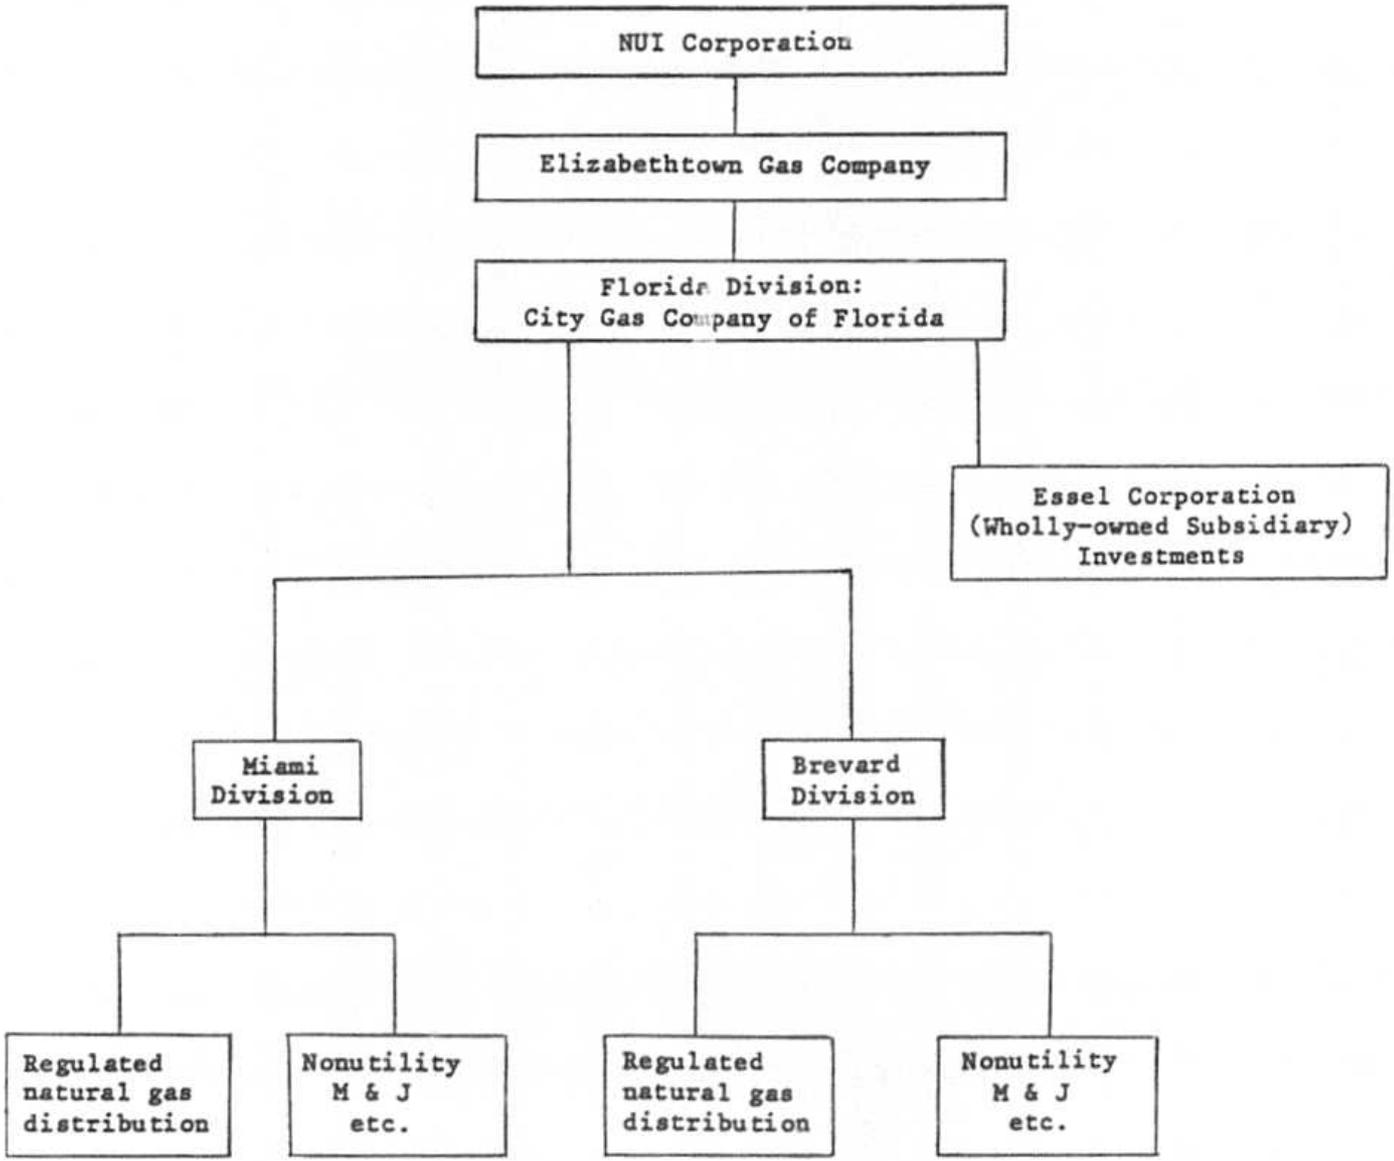 NUI Corporation
Elizabethtown Gas Company
Florida Division:
City Gas Company of Florida
Essel Corporation
(Wholly-owned Subsidiary)
Investments
Miami
Division
Brevard
Division
Regulated
natural gas
distribution
Nonutility
M & J
etc.
Regulated
natural gas
distribution
Nonutility
M & J
etc.